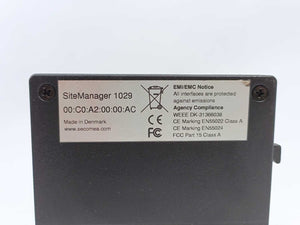 SiteManager 1029
00:C0:A2:00:00:AC
Made in Denmark
www.secomea.com
CE
FC
EMI/EMC Notice
All interfaces are protected
against emissions
Agency Compliance
WEEE DK-31366038
CE Marking EN55022 Class A
CE Marking EN55024
FCC Part 15 Class A